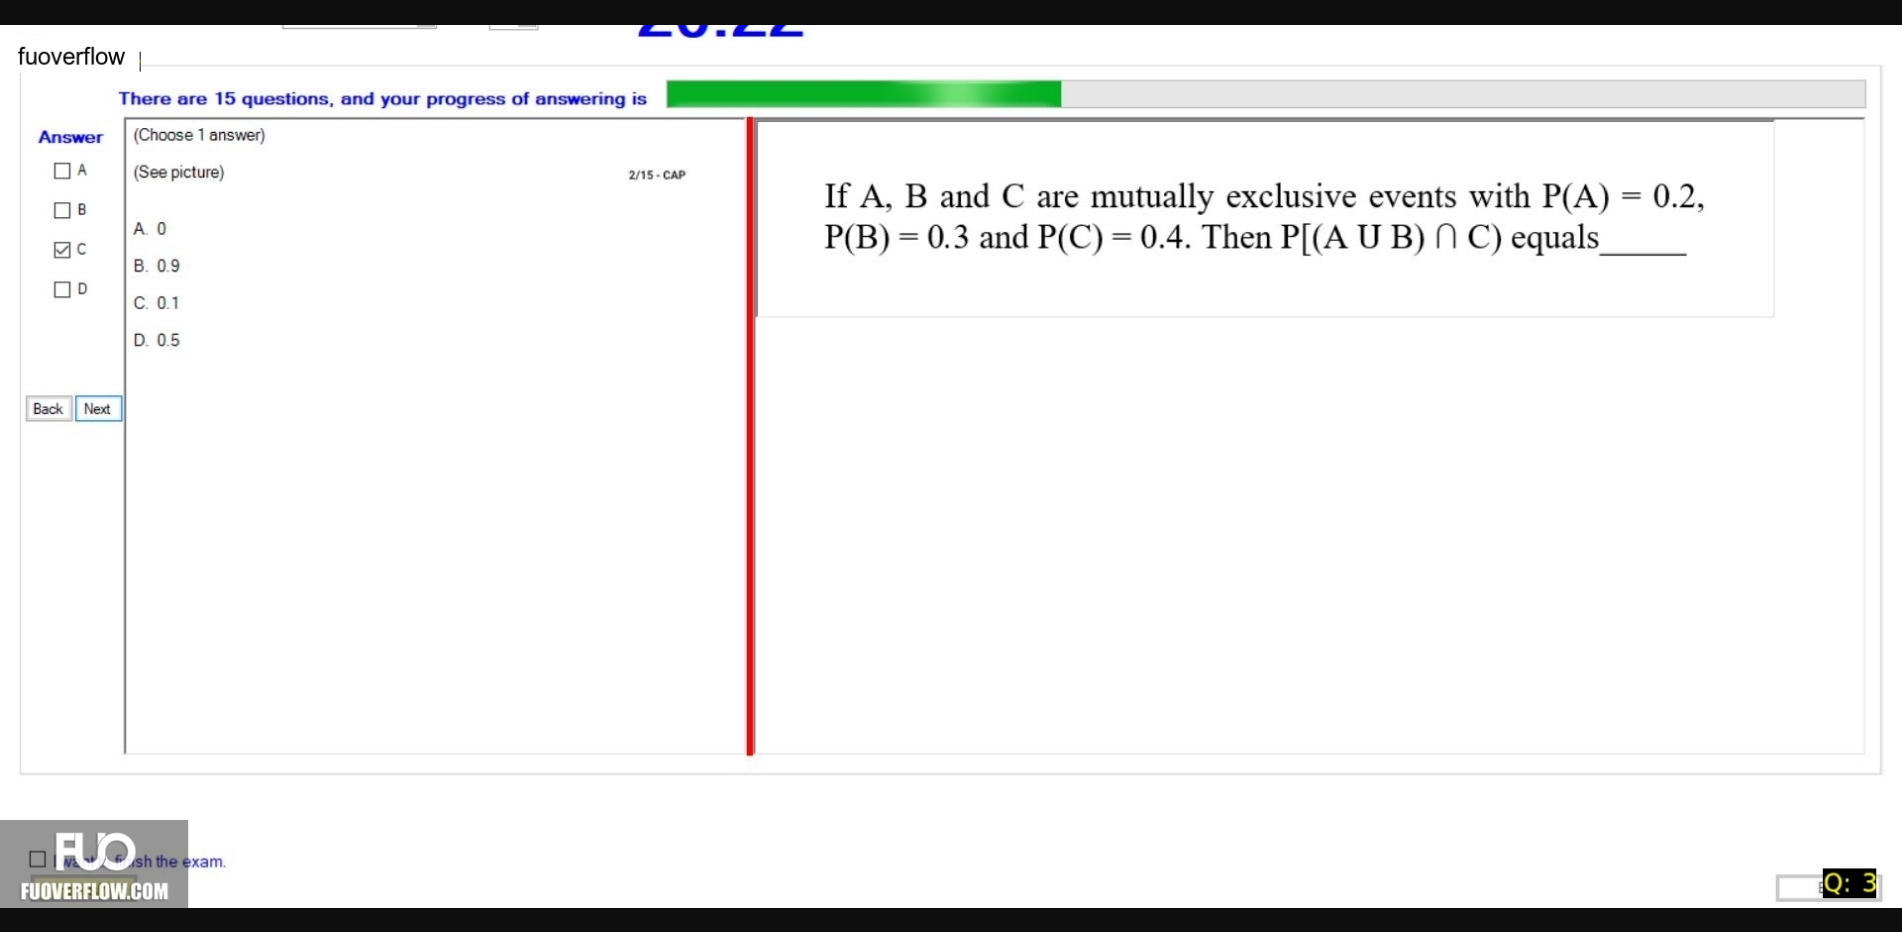 fuoverflow
There are 15 questions, and your progress of answering is
Answer
(Choose 1 answer)
A
(See picture)
2/15 - CAP
B
C
D
A. 0
B. 0.9
C. 0.1
D. 0.5
Back Next
If A, B and C are mutually exclusive events with P(A) = 0.2,
P(B) = 0.3 and P(C) = 0.4. Then P[(A U B) ∩ C) equals_____
FUO
the exam.
FUOVERFLOW.COM
Q: 3